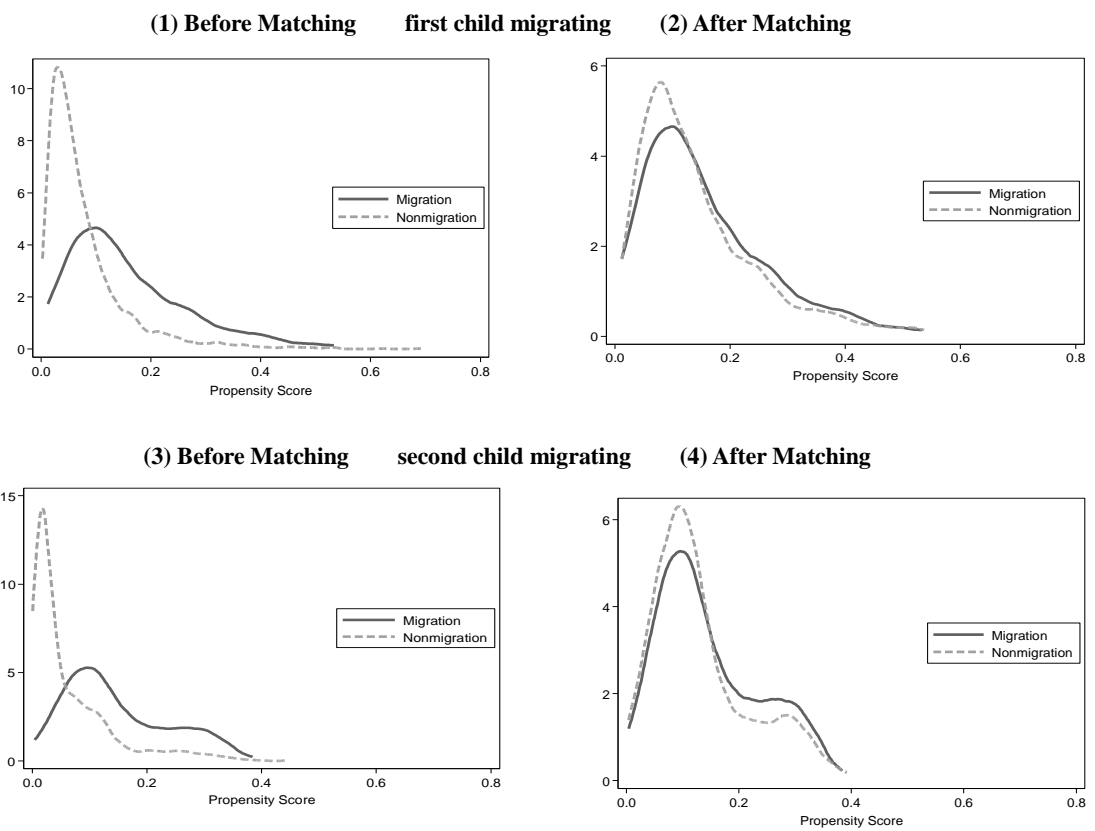 (1) Before Matching first child migrating (2) After Matching
10
8
6
4
2
0
Migration
Nonmigration
0.0 0.2 0.4 0.6 0.8
Propensity Score
6
4
2
0
Migration
Nonmigration
0.0 0.2 0.4 0.6 0.8
Propensity Score
(3) Before Matching second child migrating (4) After Matching
15
10
5
0
Migration
Nonmigration
0.0 0.2 0.4 0.6 0.8
Propensity Score
6
4
2
0
Migration
Nonmigration
0.0 0.2 0.4 0.6 0.8
Propensity Score